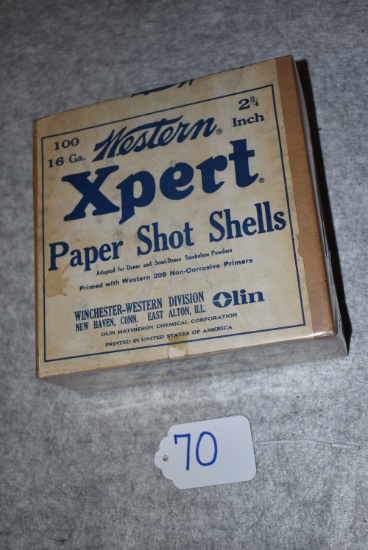 100
16 Ga.
Western®
2 3/4
Inch
Xpert®
Paper Shot Shells
Adapted for Dense and Semi-Dense Smokeless Powders
Primed with Western 209 Non-Corrosive Primers
WINCHESTER-WESTERN DIVISION Olin
NEW HAVEN, CONN. EAST ALTON, ILL.
OLIN MATHIESON CHEMICAL CORPORATION
PRINTED IN UNITED STATES OF AMERICA
70